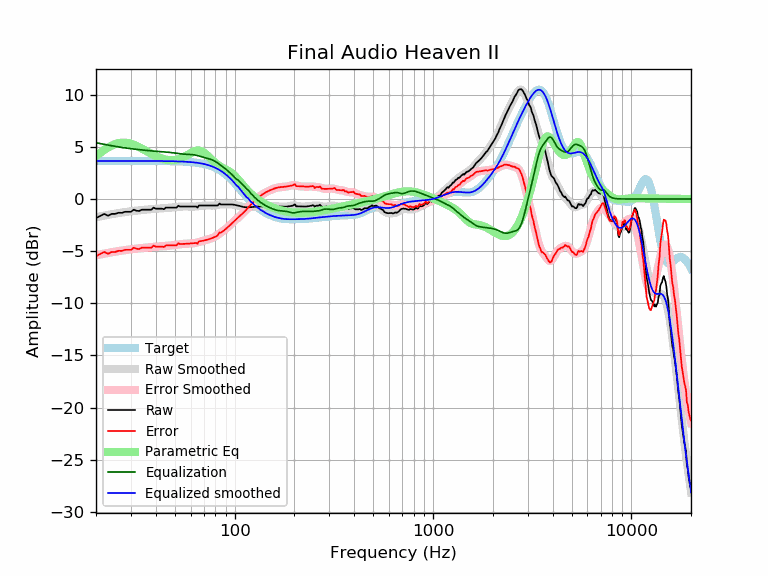 Final Audio Heaven II
Amplitude (dBr)
10
5
0
−5
−10
−15
−20
−25
−30
Target
Raw Smoothed
Error Smoothed
Raw
Error
Parametric Eq
Equalization
Equalized smoothed
100
1000
10000
Frequency (Hz)